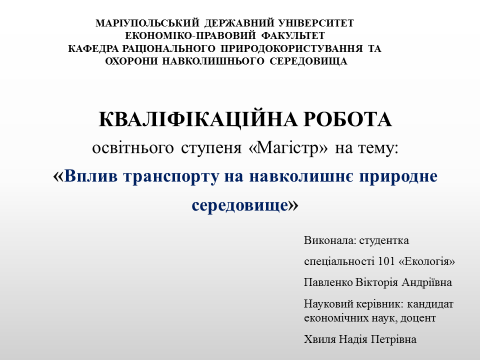 МАРІУПОЛЬСЬКИЙ ДЕРЖАВНИЙ УНІВЕРСИТЕТ
ЕКОНОМІКО-ПРАВОВИЙ ФАКУЛЬТЕТ
КАФЕДРА РАЦІОНАЛЬНОГО ПРИРОДОКОРИСТУВАННЯ ТА
ОХОРОНИ НАВКОЛИШНЬОГО СЕРЕДОВИЩА
КВАЛІФІКАЦІЙНА РОБОТА
освітнього ступеня «Магістр» на тему:
«Вплив транспорту на навколишнє природне
середовище»
Виконала: студентка
спеціальності 101 «Екологія»
Павленко Вікторія Андріївна
Науковий керівник: кандидат
економічних наук, доцент
Хвиля Надія Петрівна